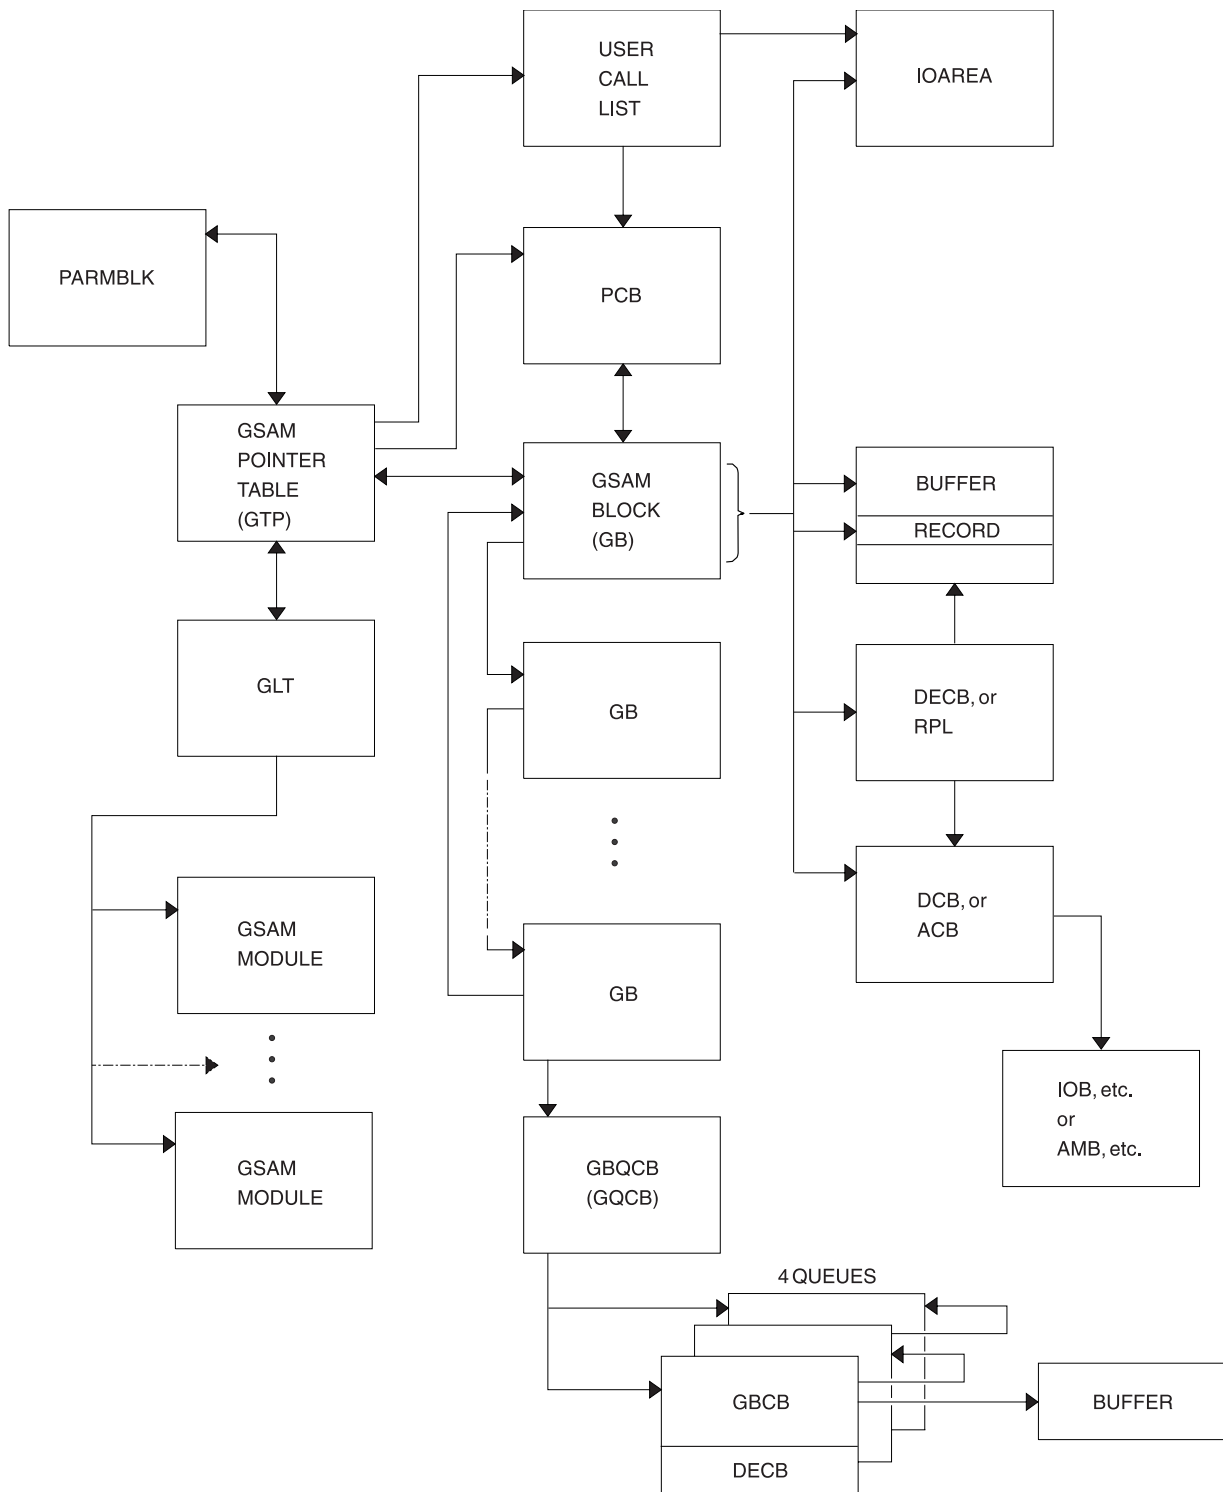 USER
CALL
LIST
IOAREA
PARMBLK
PCB
GSAM
POINTER
TABLE
(GTP)
GSAM
BLOCK
(GB)
BUFFER
RECORD
GLT
GB
DECB, or
RPL
GSAM
MODULE
GB
DCB, or
ACB
GSAM
MODULE
GBQCB
(GQCB)
IOB, etc.
or
AMB, etc.
4 QUEUES
GBCB
DECB
BUFFER